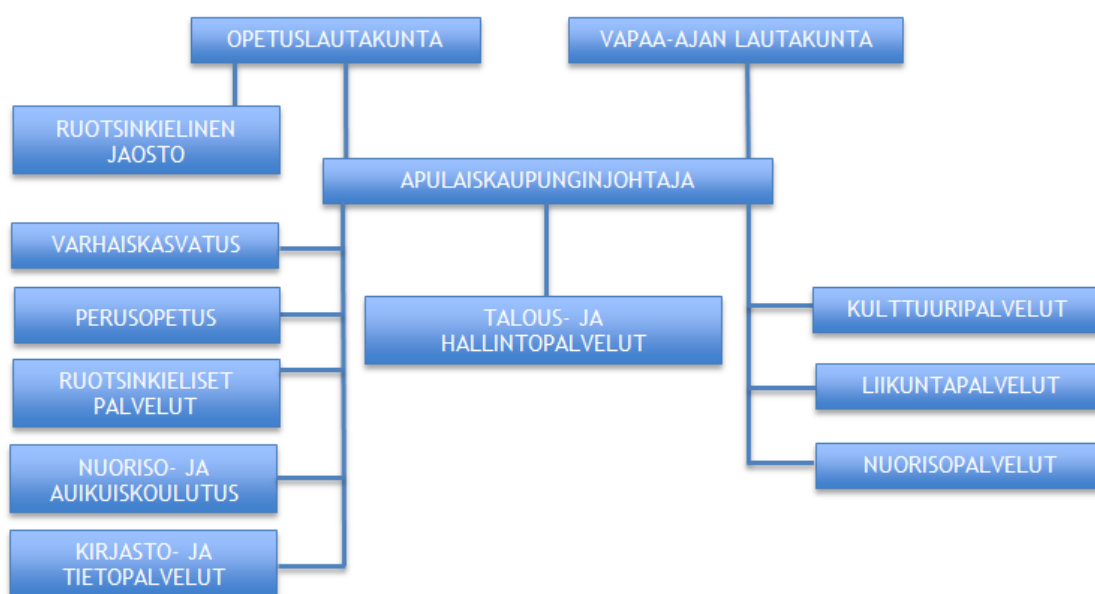 OPETUSLAUTAKUNTA
VAPAA-AJAN LAUTAKUNTA
RUOTSINKIELINEN
JAOSTO
APULAISKAUPUNGINJOHTAJA
VARHAISKASVATUS
PERUSOPETUS
RUOTSINKIELISET
PALVELUT
NUORISO- JA
AUIKUISKOULUTUS
KIRJASTO- JA
TIETOPALVELUT
TALOUS- JA
HALLINTOPALVELUT
KULTTUURIPALVELUT
LIIKUNTAPALVELUT
NUORISOPALVELUT